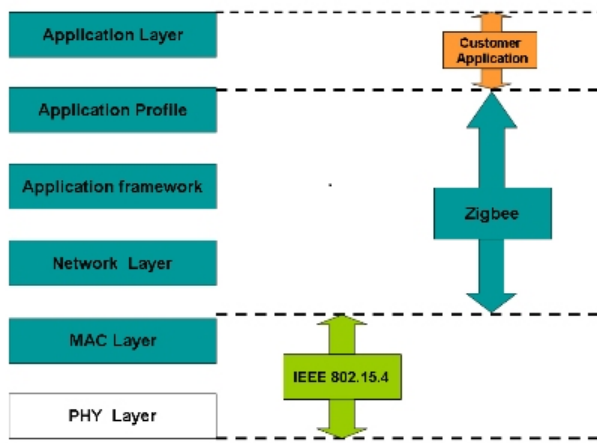 Application Layer
Customer
Application
Application Profile
Application framework
Zigbee
Network Layer
MAC Layer
IEEE 802.15.4
PHY Layer